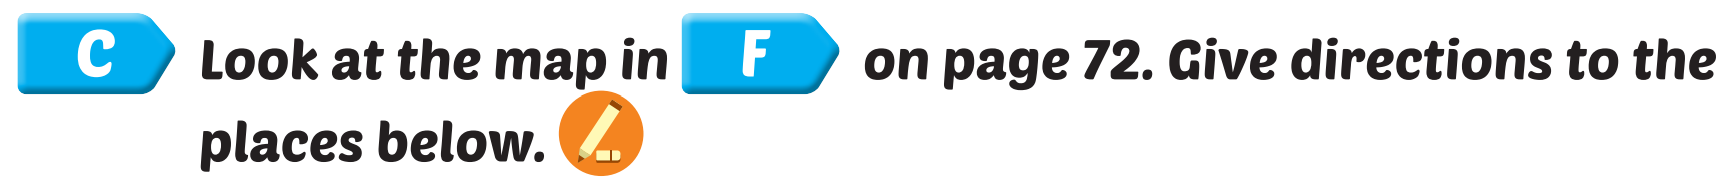 C Look at the map in F on page 72. Give directions to the
places below.